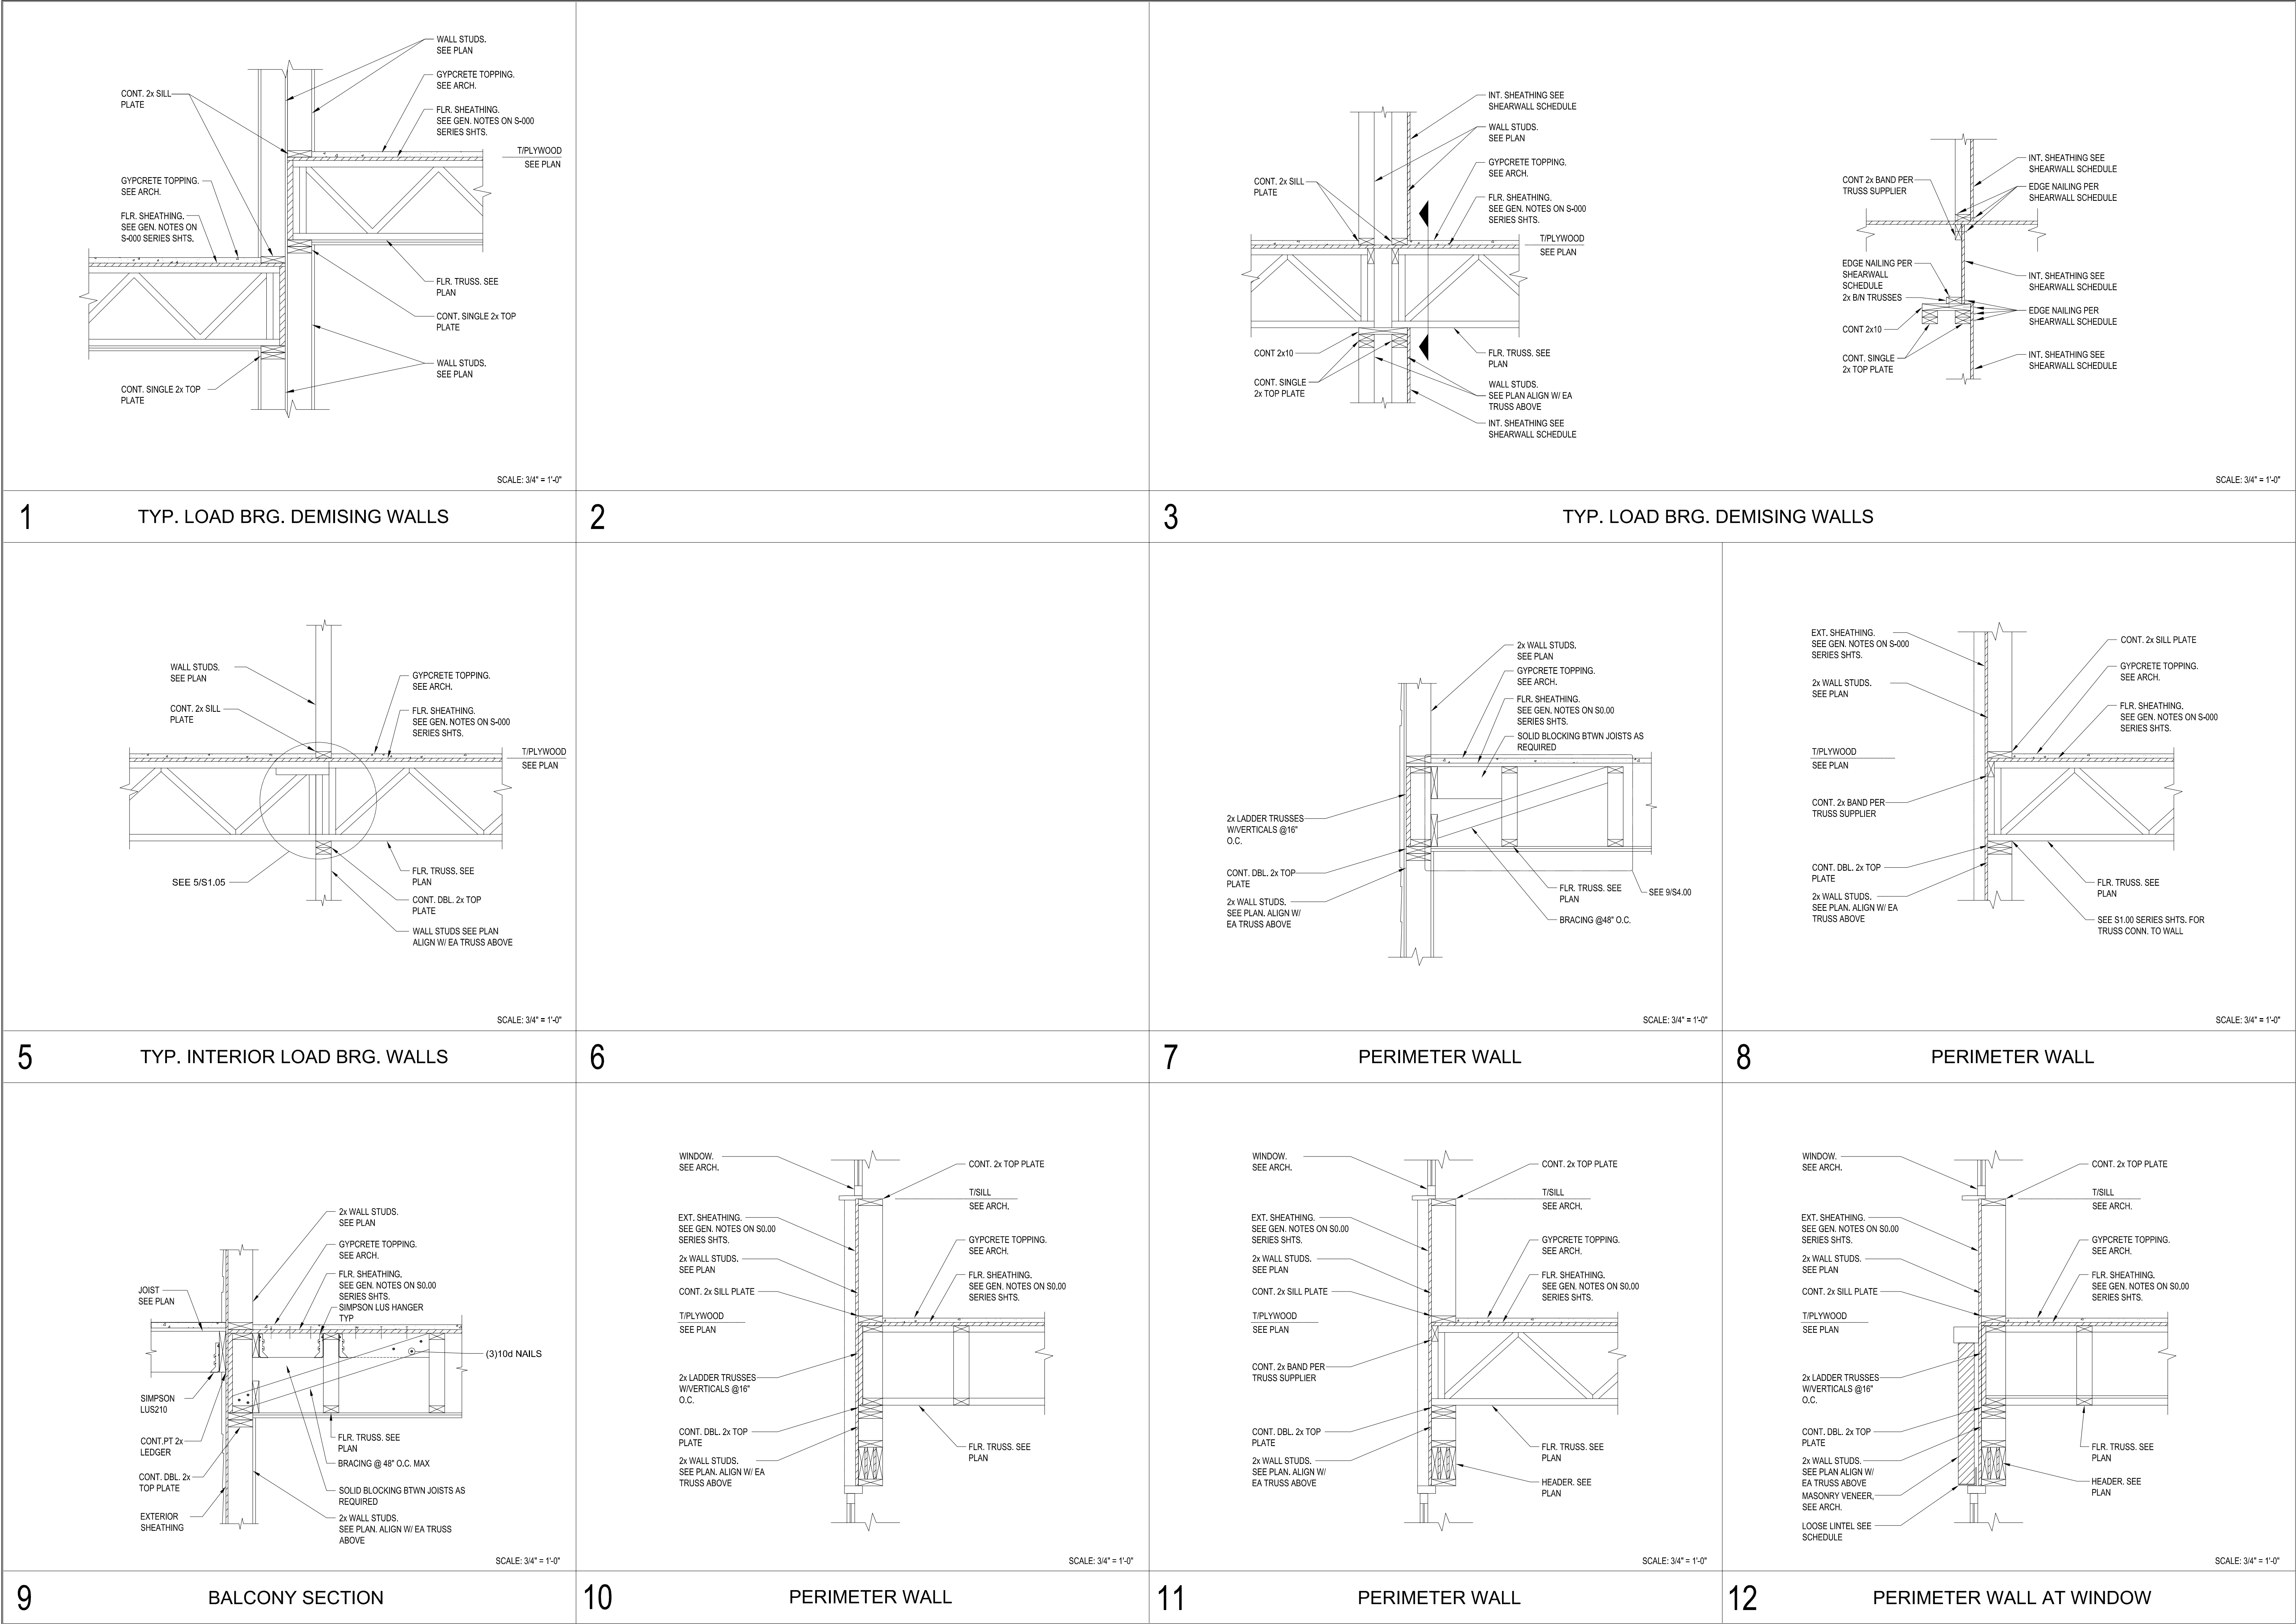 WALL STUDS.
SEE PLAN
GYPCRETE TOPPING.
SEE ARCH.
CONT. 2x SILL
PLATE
FLR. SHEATHING.
SEE GEN. NOTES ON S-000
SERIES SHTS.
T/PLYWOOD
SEE PLAN
GYPCRETE TOPPING.
SEE ARCH.
FLR. SHEATHING.
SEE GEN. NOTES ON
S-000 SERIES SHTS.
FLR. TRUSS. SEE
PLAN
CONT. SINGLE 2x TOP
PLATE
WALL STUDS.
SEE PLAN
CONT. SINGLE 2x TOP
PLATE
SCALE: 3/4" = 1'-0"
1
TYP. LOAD BRG. DEMISING WALLS
2
INT. SHEATHING SEE
SHEARWALL SCHEDULE
WALL STUDS.
SEE PLAN
GYPCRETE TOPPING.
SEE ARCH.
CONT. 2x SILL
PLATE
FLR. SHEATHING.
SEE GEN. NOTES ON S-000
SERIES SHTS.
T/PLYWOOD
SEE PLAN
CONT 2x10
FLR. TRUSS. SEE
PLAN
CONT. SINGLE
2x TOP PLATE
WALL STUDS.
SEE PLAN ALIGN W/ EA
TRUSS ABOVE
INT. SHEATHING SEE
SHEARWALL SCHEDULE
INT. SHEATHING SEE
SHEARWALL SCHEDULE
CONT 2x BAND PER
TRUSS SUPPLIER
EDGE NAILING PER
SHEARWALL SCHEDULE
EDGE NAILING PER
SHEARWALL
SCHEDULE
2x B/N TRUSSES
INT. SHEATHING SEE
SHEARWALL SCHEDULE
EDGE NAILING PER
SHEARWALL SCHEDULE
CONT 2x10
CONT. SINGLE
2x TOP PLATE
INT. SHEATHING SEE
SHEARWALL SCHEDULE
SCALE: 3/4" = 1'-0"
3
TYP. LOAD BRG. DEMISING WALLS
WALL STUDS.
SEE PLAN
GYPCRETE TOPPING.
SEE ARCH.
CONT. 2x SILL
PLATE
FLR. SHEATHING.
SEE GEN. NOTES ON S-000
SERIES SHTS.
T/PLYWOOD
SEE PLAN
SEE 5/S1.05
FLR. TRUSS. SEE
PLAN
CONT. DBL. 2x TOP
PLATE
WALL STUDS SEE PLAN
ALIGN W/ EA TRUSS ABOVE
SCALE: 3/4" = 1'-0"
5
TYP. INTERIOR LOAD BRG. WALLS
6
2x WALL STUDS.
SEE PLAN
GYPCRETE TOPPING.
SEE ARCH.
FLR. SHEATHING.
SEE GEN. NOTES ON S0.00
SERIES SHTS.
SOLID BLOCKING BTWN JOISTS AS
REQUIRED
2x LADDER TRUSSES
W/VERTICALS @16"
O.C.
CONT. DBL. 2x TOP
PLATE
2x WALL STUDS.
SEE PLAN. ALIGN W/
EA TRUSS ABOVE
FLR. TRUSS. SEE
PLAN
SEE 9/S4.00
BRACING @48" O.C.
SCALE: 3/4" = 1'-0"
7
PERIMETER WALL
EXT. SHEATHING.
SEE GEN. NOTES ON S-000
SERIES SHTS.
CONT. 2x SILL PLATE
GYPCRETE TOPPING.
SEE ARCH.
2x WALL STUDS.
SEE PLAN
FLR. SHEATHING.
SEE GEN. NOTES ON S-000
SERIES SHTS.
T/PLYWOOD
SEE PLAN
CONT. 2x BAND PER
TRUSS SUPPLIER
CONT. DBL. 2x TOP
PLATE
2x WALL STUDS.
SEE PLAN. ALIGN W/ EA
TRUSS ABOVE
FLR. TRUSS. SEE
PLAN
SEE S1.00 SERIES SHTS. FOR
TRUSS CONN. TO WALL
SCALE: 3/4" = 1'-0"
8
PERIMETER WALL
2x WALL STUDS.
SEE PLAN
GYPCRETE TOPPING.
SEE ARCH.
FLR. SHEATHING.
SEE GEN. NOTES ON S0.00
SERIES SHTS.
SIMPSON LUS HANGER
TYP
JOIST
SEE PLAN
(3)10d NAILS
SIMPSON
LUS210
CONT.PT 2x
LEDGER
CONT. DBL. 2x
TOP PLATE
EXTERIOR
SHEATHING
FLR. TRUSS. SEE
PLAN
BRACING @ 48" O.C. MAX
SOLID BLOCKING BTWN JOISTS AS
REQUIRED
2x WALL STUDS.
SEE PLAN. ALIGN W/ EA TRUSS
ABOVE
SCALE: 3/4" = 1'-0"
9
BALCONY SECTION
WINDOW.
SEE ARCH.
CONT. 2x TOP PLATE
T/SILL
SEE ARCH.
EXT. SHEATHING.
SEE GEN. NOTES ON S0.00
SERIES SHTS.
2x WALL STUDS.
SEE PLAN
GYPCRETE TOPPING.
SEE ARCH.
CONT. 2x SILL PLATE
FLR. SHEATHING.
SEE GEN. NOTES ON S0.00
SERIES SHTS.
T/PLYWOOD
SEE PLAN
2x LADDER TRUSSES
W/VERTICALS @16"
O.C.
CONT. DBL. 2x TOP
PLATE
2x WALL STUDS.
SEE PLAN. ALIGN W/ EA
TRUSS ABOVE
FLR. TRUSS. SEE
PLAN
SCALE: 3/4" = 1'-0"
10
PERIMETER WALL
WINDOW.
SEE ARCH.
CONT. 2x TOP PLATE
T/SILL
SEE ARCH.
EXT. SHEATHING.
SEE GEN. NOTES ON S0.00
SERIES SHTS.
2x WALL STUDS.
SEE PLAN
GYPCRETE TOPPING.
SEE ARCH.
CONT. 2x SILL PLATE
FLR. SHEATHING.
SEE GEN. NOTES ON S0.00
SERIES SHTS.
T/PLYWOOD
SEE PLAN
CONT. 2x BAND PER
TRUSS SUPPLIER
CONT. DBL. 2x TOP
PLATE
2x WALL STUDS.
SEE PLAN. ALIGN W/
EA TRUSS ABOVE
FLR. TRUSS. SEE
PLAN
HEADER. SEE
PLAN
SCALE: 3/4" = 1'-0"
11
PERIMETER WALL
WINDOW.
SEE ARCH.
CONT. 2x TOP PLATE
T/SILL
SEE ARCH.
EXT. SHEATHING.
SEE GEN. NOTES ON S0.00
SERIES SHTS.
2x WALL STUDS.
SEE PLAN
GYPCRETE TOPPING.
SEE ARCH.
CONT. 2x SILL PLATE
FLR. SHEATHING.
SEE GEN. NOTES ON S0.00
SERIES SHTS.
T/PLYWOOD
SEE PLAN
2x LADDER TRUSSES
W/VERTICALS @16"
O.C.
CONT. DBL. 2x TOP
PLATE
2x WALL STUDS.
SEE PLAN ALIGN W/
EA TRUSS ABOVE
MASONRY VENEER,
SEE ARCH.
LOOSE LINTEL SEE
SCHEDULE
FLR. TRUSS. SEE
PLAN
HEADER. SEE
PLAN
SCALE: 3/4" = 1'-0"
12
PERIMETER WALL AT WINDOW